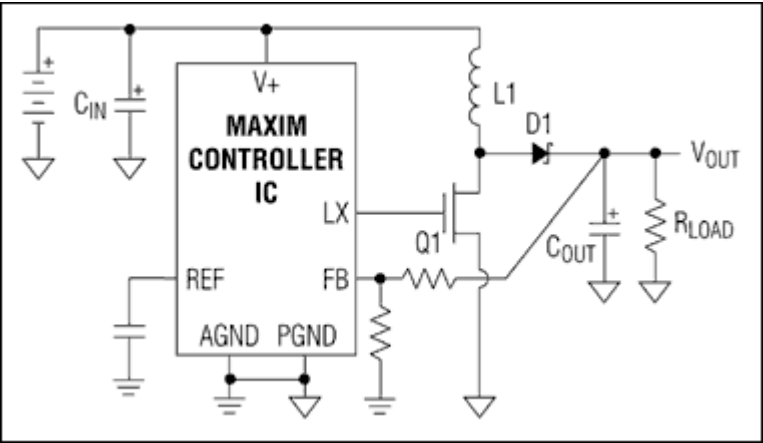 V+
MAXIM
CONTROLLER
IC
LX
REF
FB
AGND PGND
+
CIN
+
L1
D1
VOUT
Q1
COUT
+
RLOAD